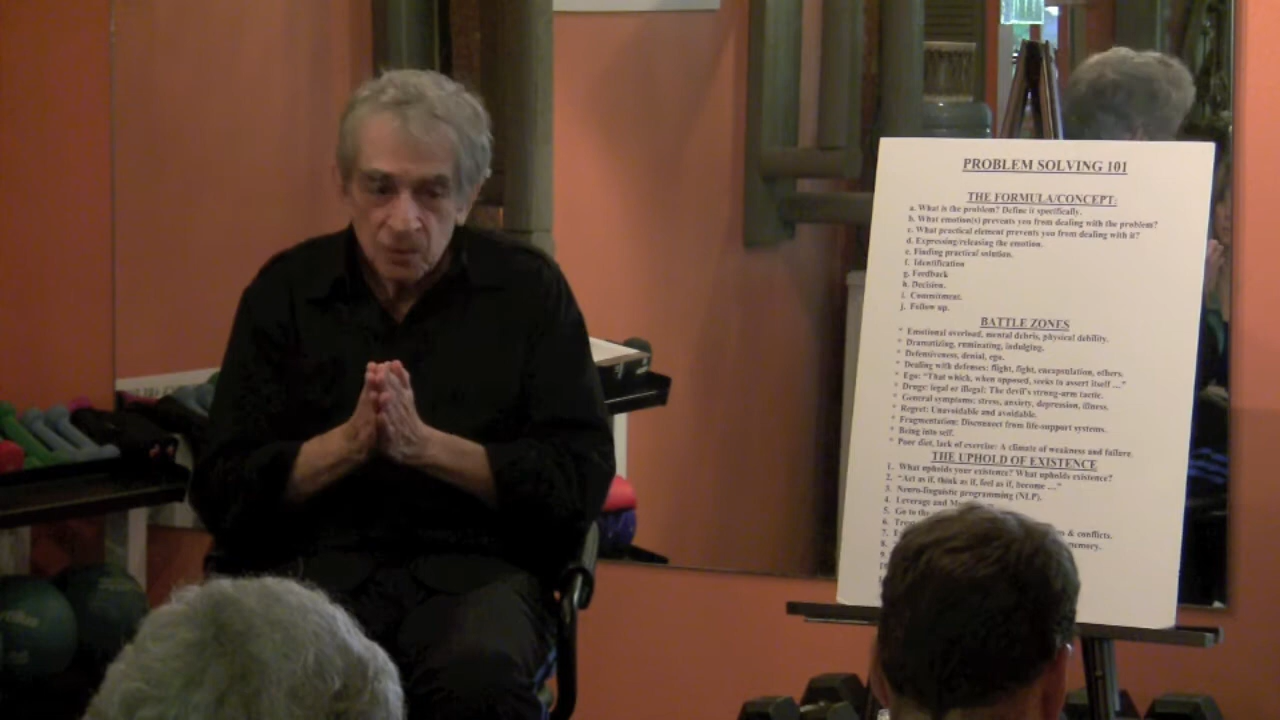 PROBLEM SOLVING 101
THE FORMULA/CONCEPT:
a. What is the problem? Define it specifically.
b. What emotion(s) prevents you from dealing with the problem?
c. What practical element prevents you from dealing with it?
d. Expressing/releasing the emotion.
e. Finding practical solution.
f. Identification
g. Feedback
h. Decision.
i. Commitment.
j. Follow up.
BATTLE ZONES
* Emotional overload, mental debris, physical debility.
* Dramatizing, ruminating, indulging.
* Defensiveness, denial, ego.
* Dealing with defenses: flight, fight, encapsulation, others.
* Ego: "That which, when opposed, seeks to assert itself ..."
* Drugs: legal or illegal: The devil's strong-arm tactic.
* General symptoms: stress, anxiety, depression, illness.
* Regret: Unavoidable and avoidable.
* Fragmentation: Disconnect from life-support systems.
* Being into self.
* Poor diet, lack of exercise: A climate of weakness and failure.
THE UPHOLD OF EXISTENCE
1. What upholds your existence? What upholds existence?
2. "Act as if, think as if, feel as if, become ..."
3. Neuro-linguistic programming (NLP).
4. Leverage and
5. Go to the
6.
7. & conflicts.
8.
9.